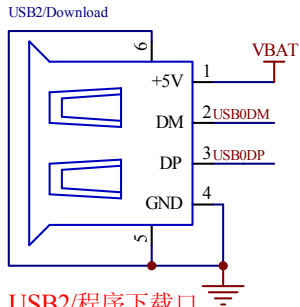 USB2/Download
6
VBAT
+5V 1
DM 2 USB0DM
DP 3 USB0DP
GND 4
5
USB2/程序下载口